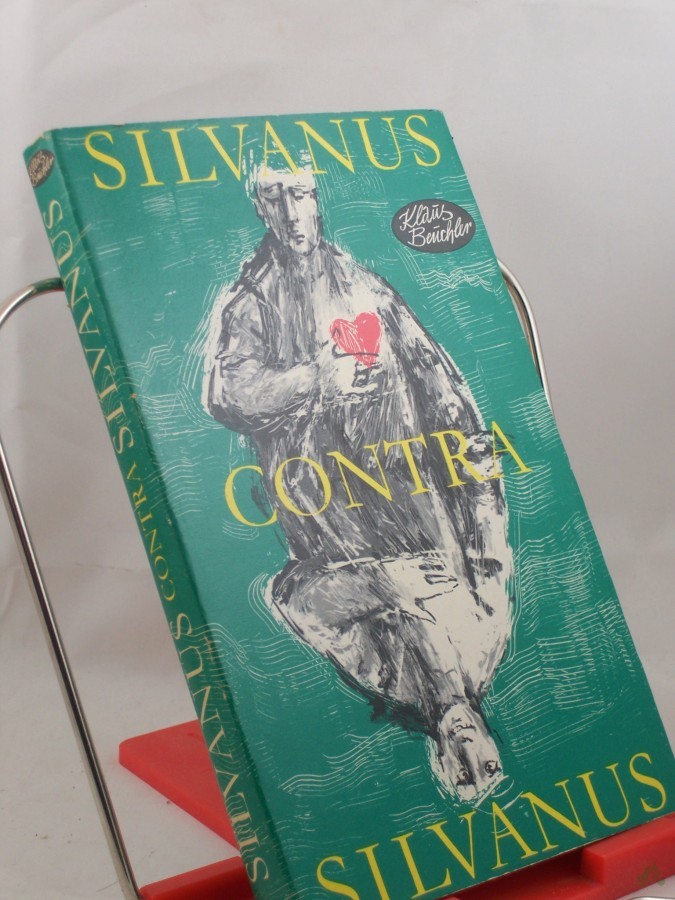 SILVANUS
Klaus
Beuchler
CONTRA
SILVANUS
SILVANUS CONTRA SILVANUS